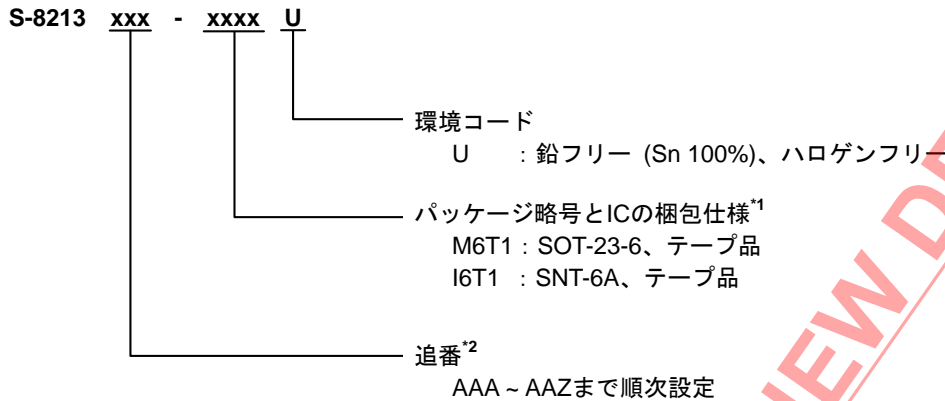 S-8213 xxx - xxxx U
環境コード
U : 鉛フリー (Sn 100%)、ハロゲンフリー
パッケージ略号とICの梱包仕様*1
M6T1 : SOT-23-6、テープ品
I6T1 : SNT-6A、テープ品
追番*2
AAA ~ AAZまで順次設定
NEW